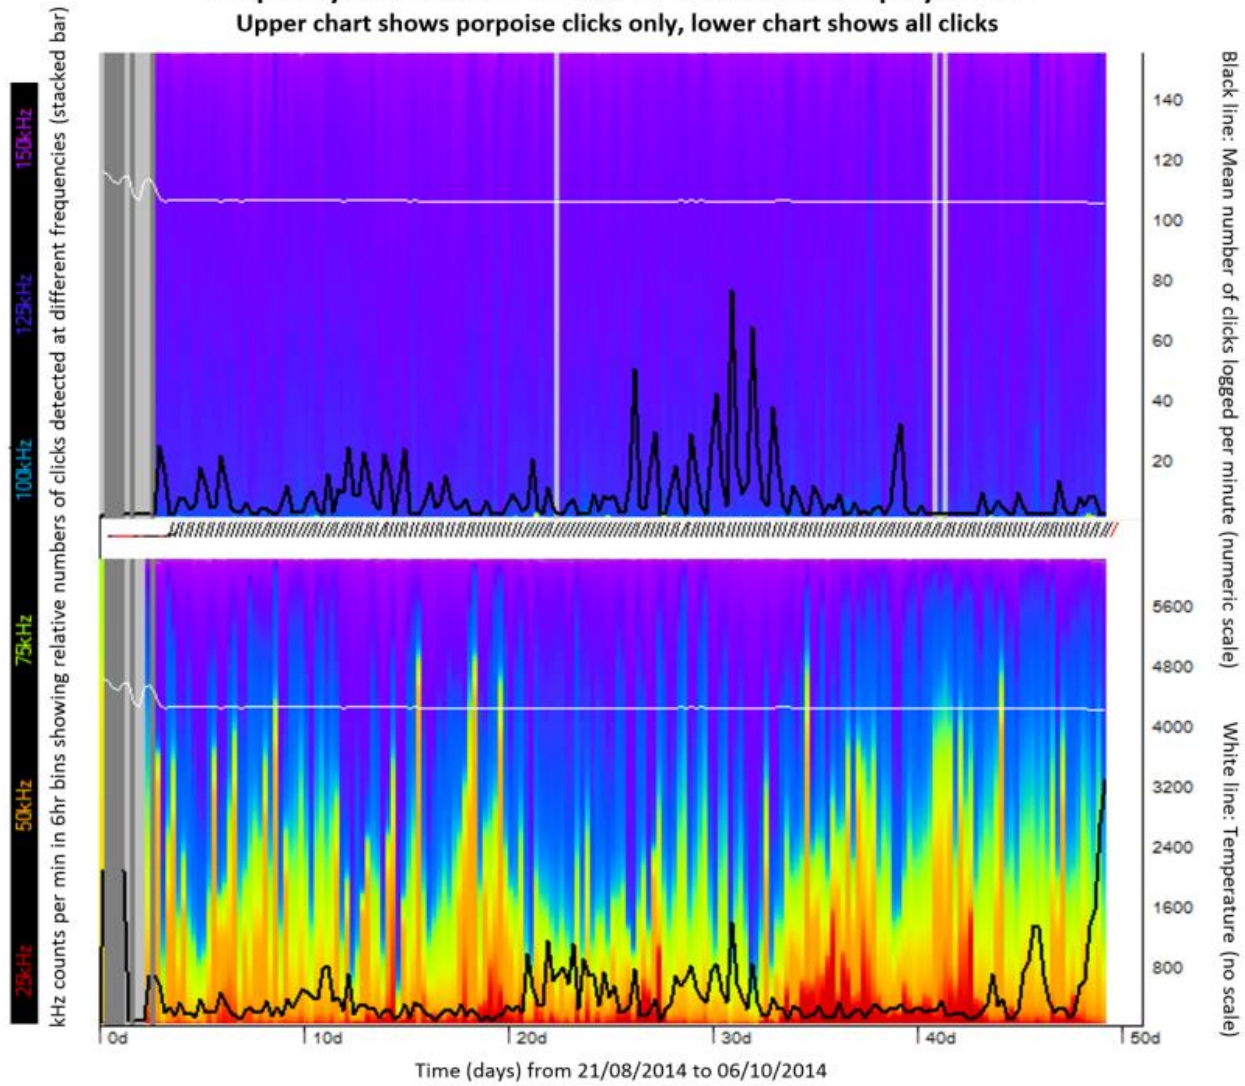 Upper chart shows porpoise clicks only, lower chart shows all clicks
150kHz
125kHz
100kHz
75kHz
50kHz
25kHz
kHz counts per min in 6hr bins showing relative numbers of clicks detected at different frequencies (stacked bar)
140
120
100
80
60
40
20
5600
4800
4000
3200
2400
1600
800
Black line: Mean number of clicks logged per minute (numeric scale)
White line: Temperature (no scale)
0d 10d 20d 30d 40d 50d
Time (days) from 21/08/2014 to 06/10/2014